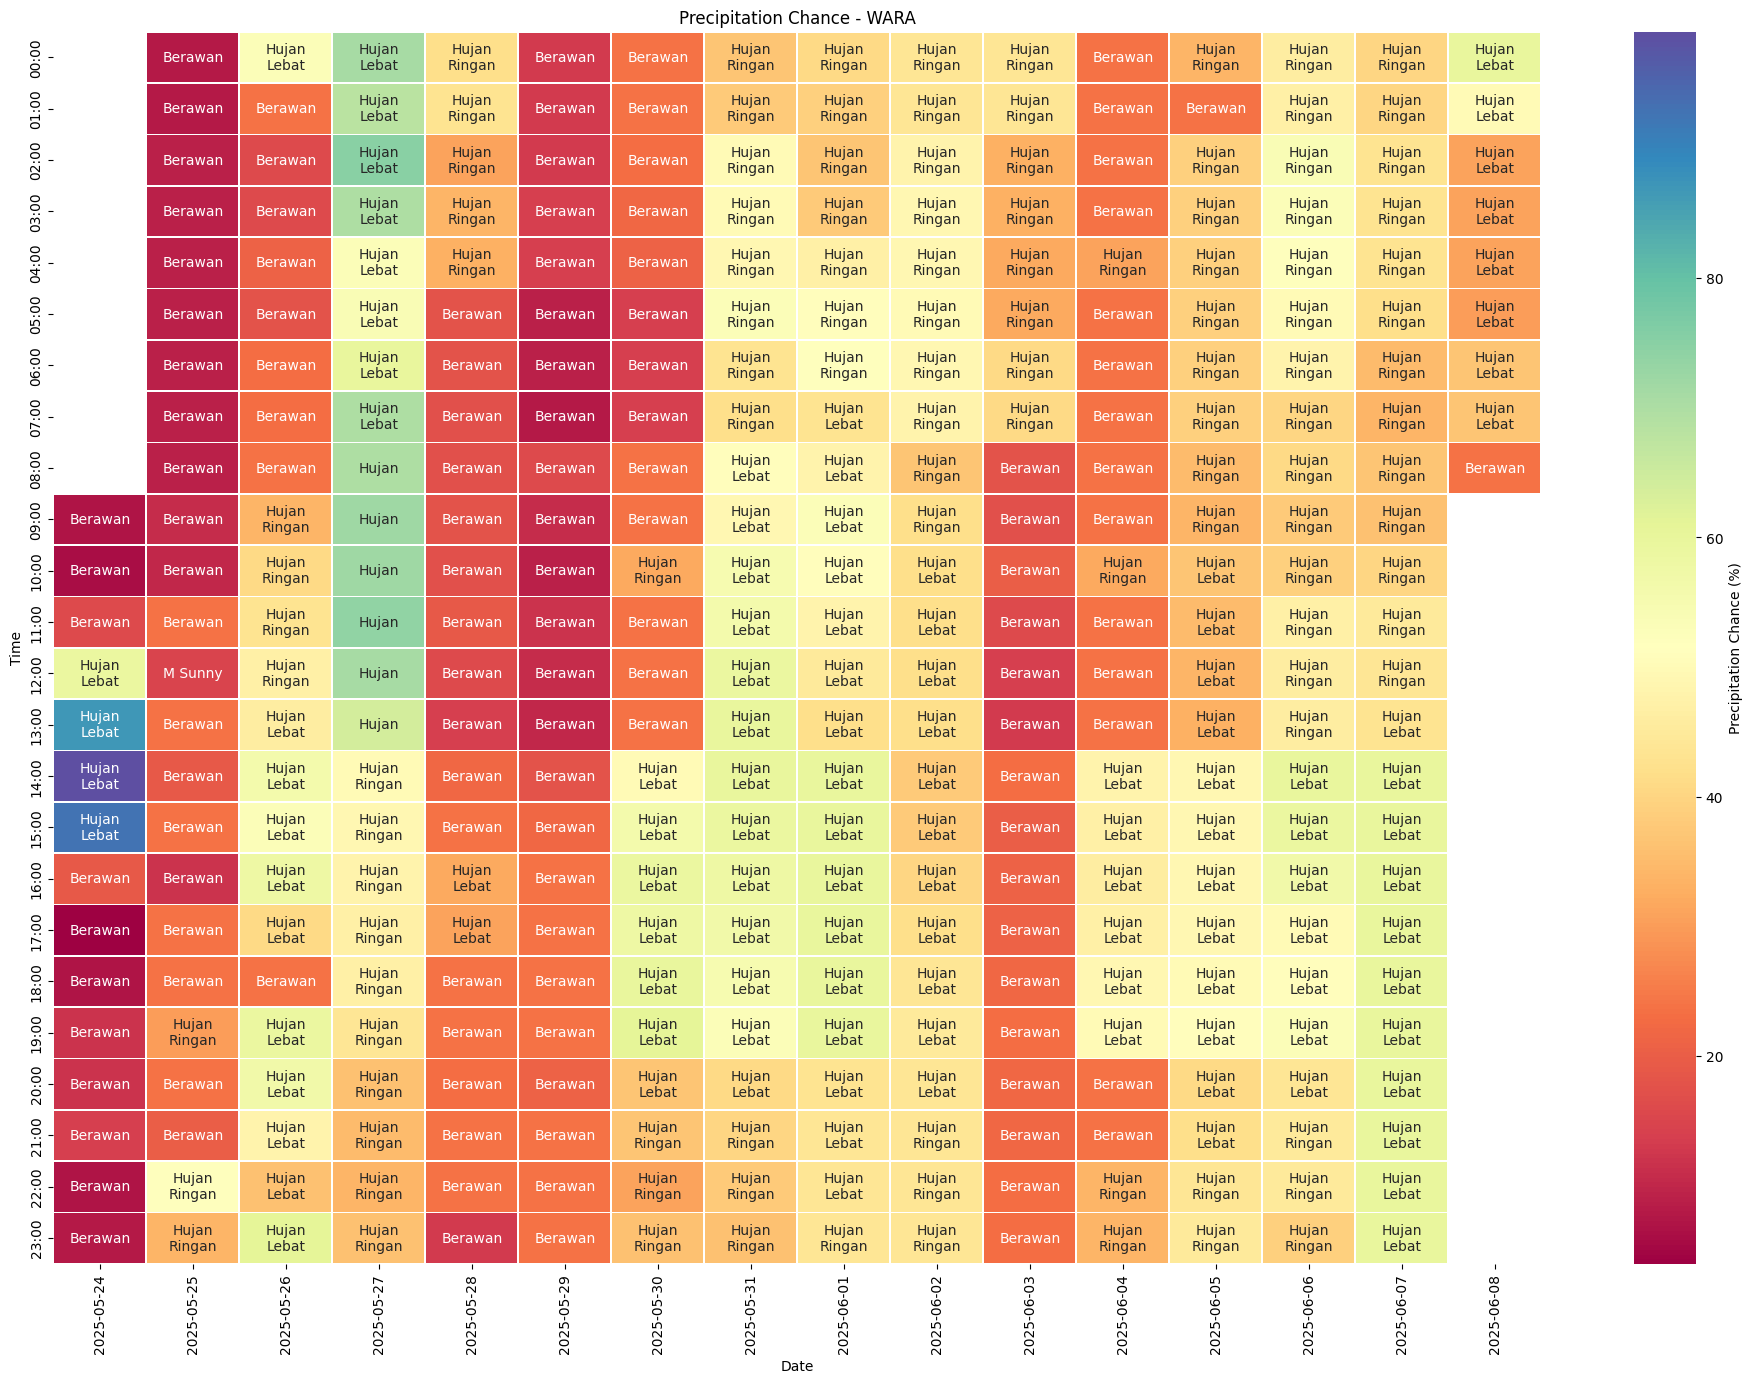 Precipitation Chance - WARA
00:00 Berawan Hujan Lebat Hujan Lebat Hujan Ringan Berawan Berawan Hujan Ringan Hujan Ringan Hujan Ringan Hujan Ringan Berawan Hujan Ringan Hujan Ringan Hujan Ringan Hujan Lebat
01:00 Berawan Berawan Hujan Lebat Hujan Ringan Berawan Berawan Hujan Ringan Hujan Ringan Hujan Ringan Hujan Ringan Berawan Berawan Hujan Ringan Hujan Ringan Hujan Lebat
02:00 Berawan Berawan Hujan Lebat Hujan Ringan Berawan Berawan Hujan Ringan Hujan Ringan Hujan Ringan Hujan Ringan Berawan Hujan Ringan Hujan Ringan Hujan Ringan Hujan Lebat
03:00 Berawan Berawan Hujan Lebat Hujan Ringan Berawan Berawan Hujan Ringan Hujan Ringan Hujan Ringan Hujan Ringan Berawan Hujan Ringan Hujan Ringan Hujan Ringan Hujan Lebat
04:00 Berawan Berawan Hujan Lebat Hujan Ringan Berawan Berawan Hujan Ringan Hujan Ringan Hujan Ringan Hujan Ringan Hujan Ringan Hujan Ringan Hujan Ringan Hujan Ringan Hujan Lebat
05:00 Berawan Berawan Hujan Lebat Berawan Berawan Berawan Hujan Ringan Hujan Ringan Hujan Ringan Hujan Ringan Berawan Hujan Ringan Hujan Ringan Hujan Ringan Hujan Lebat
06:00 Berawan Berawan Hujan Lebat Berawan Berawan Berawan Hujan Ringan Hujan Ringan Hujan Ringan Hujan Ringan Berawan Hujan Ringan Hujan Ringan Hujan Ringan Hujan Lebat
07:00 Berawan Berawan Hujan Lebat Berawan Berawan Berawan Hujan Ringan Hujan Lebat Hujan Ringan Hujan Ringan Berawan Hujan Ringan Hujan Ringan Hujan Ringan Hujan Lebat
08:00 Berawan Berawan Hujan Berawan Berawan Berawan Hujan Lebat Hujan Lebat Hujan Ringan Berawan Berawan Hujan Ringan Hujan Ringan Hujan Ringan Berawan
09:00 Berawan Berawan Hujan Ringan Hujan Berawan Berawan Berawan Hujan Lebat Hujan Lebat Hujan Ringan Berawan Berawan Hujan Ringan Hujan Ringan Hujan Ringan
10:00 Berawan Berawan Hujan Ringan Hujan Berawan Berawan Hujan Ringan Hujan Lebat Hujan Lebat Hujan Lebat Berawan Hujan Ringan Hujan Lebat Hujan Ringan Hujan Ringan
11:00 Berawan Berawan Hujan Ringan Hujan Berawan Berawan Berawan Hujan Lebat Hujan Lebat Hujan Lebat Berawan Berawan Hujan Lebat Hujan Ringan Hujan Ringan
12:00 Hujan Lebat M Sunny Hujan Ringan Hujan Berawan Berawan Berawan Hujan Lebat Hujan Lebat Hujan Lebat Berawan Berawan Hujan Lebat Hujan Ringan Hujan Ringan
13:00 Hujan Lebat Berawan Hujan Lebat Hujan Berawan Berawan Berawan Hujan Lebat Hujan Lebat Hujan Lebat Berawan Berawan Hujan Lebat Hujan Ringan Hujan Lebat
14:00 Hujan Lebat Berawan Hujan Lebat Hujan Ringan Berawan Berawan Hujan Lebat Hujan Lebat Hujan Lebat Hujan Lebat Berawan Hujan Lebat Hujan Lebat Hujan Lebat Hujan Lebat
15:00 Hujan Lebat Berawan Hujan Lebat Hujan Ringan Berawan Berawan Hujan Lebat Hujan Lebat Hujan Lebat Hujan Lebat Berawan Hujan Lebat Hujan Lebat Hujan Lebat Hujan Lebat
16:00 Berawan Berawan Hujan Lebat Hujan Ringan Hujan Lebat Berawan Hujan Lebat Hujan Lebat Hujan Lebat Hujan Lebat Berawan Hujan Lebat Hujan Lebat Hujan Lebat Hujan Lebat
17:00 Berawan Berawan Hujan Lebat Hujan Ringan Hujan Lebat Berawan Hujan Lebat Hujan Lebat Hujan Lebat Hujan Lebat Berawan Hujan Lebat Hujan Lebat Hujan Lebat Hujan Lebat
18:00 Berawan Berawan Berawan Hujan Ringan Berawan Berawan Hujan Lebat Hujan Lebat Hujan Lebat Hujan Lebat Berawan Hujan Lebat Hujan Lebat Hujan Lebat Hujan Lebat
19:00 Berawan Hujan Ringan Hujan Lebat Hujan Ringan Berawan Berawan Hujan Lebat Hujan Lebat Hujan Lebat Hujan Lebat Berawan Hujan Lebat Hujan Lebat Hujan Lebat Hujan Lebat
20:00 Berawan Berawan Hujan Lebat Hujan Ringan Berawan Berawan Hujan Lebat Hujan Lebat Hujan Lebat Hujan Lebat Berawan Berawan Hujan Lebat Hujan Lebat Hujan Lebat
21:00 Berawan Berawan Hujan Lebat Hujan Ringan Berawan Berawan Hujan Ringan Hujan Ringan Hujan Lebat Hujan Ringan Berawan Berawan Hujan Lebat Hujan Ringan Hujan Lebat
22:00 Berawan Hujan Ringan Hujan Lebat Hujan Ringan Berawan Berawan Hujan Ringan Hujan Ringan Hujan Lebat Hujan Ringan Berawan Hujan Ringan Hujan Ringan Hujan Ringan Hujan Lebat
23:00 Berawan Hujan Ringan Hujan Lebat Hujan Ringan Berawan Berawan Hujan Ringan Hujan Ringan Hujan Ringan Hujan Ringan Berawan Hujan Ringan Hujan Ringan Hujan Ringan Hujan Lebat
Time
2025-05-24 2025-05-25 2025-05-26 2025-05-27 2025-05-28 2025-05-29 2025-05-30 2025-05-31 2025-06-01 2025-06-02 2025-06-03 2025-06-04 2025-06-05 2025-06-06 2025-06-07 2025-06-08
Date
80
60
40
20
Precipitation Chance (%)